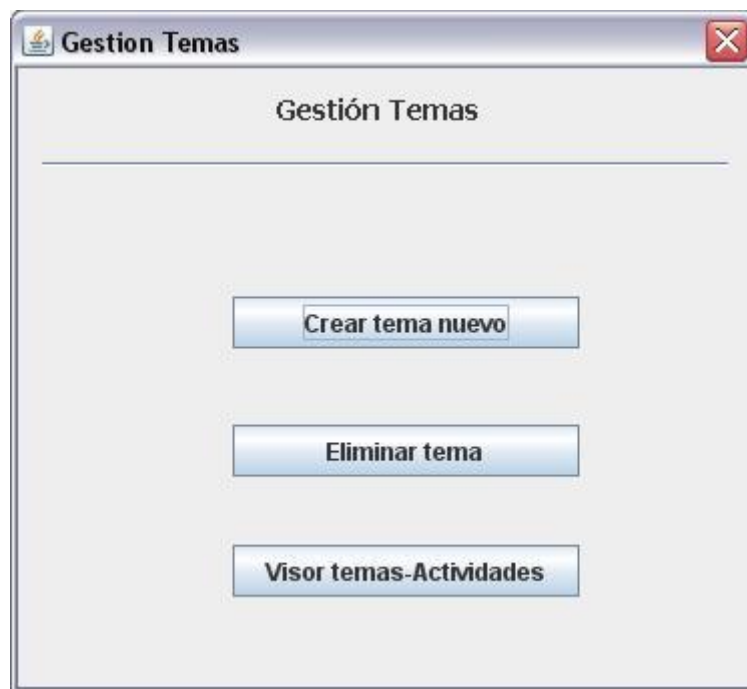 Gestion Temas
Gestión Temas
Crear tema nuevo
Eliminar tema
Visor temas-Actividades